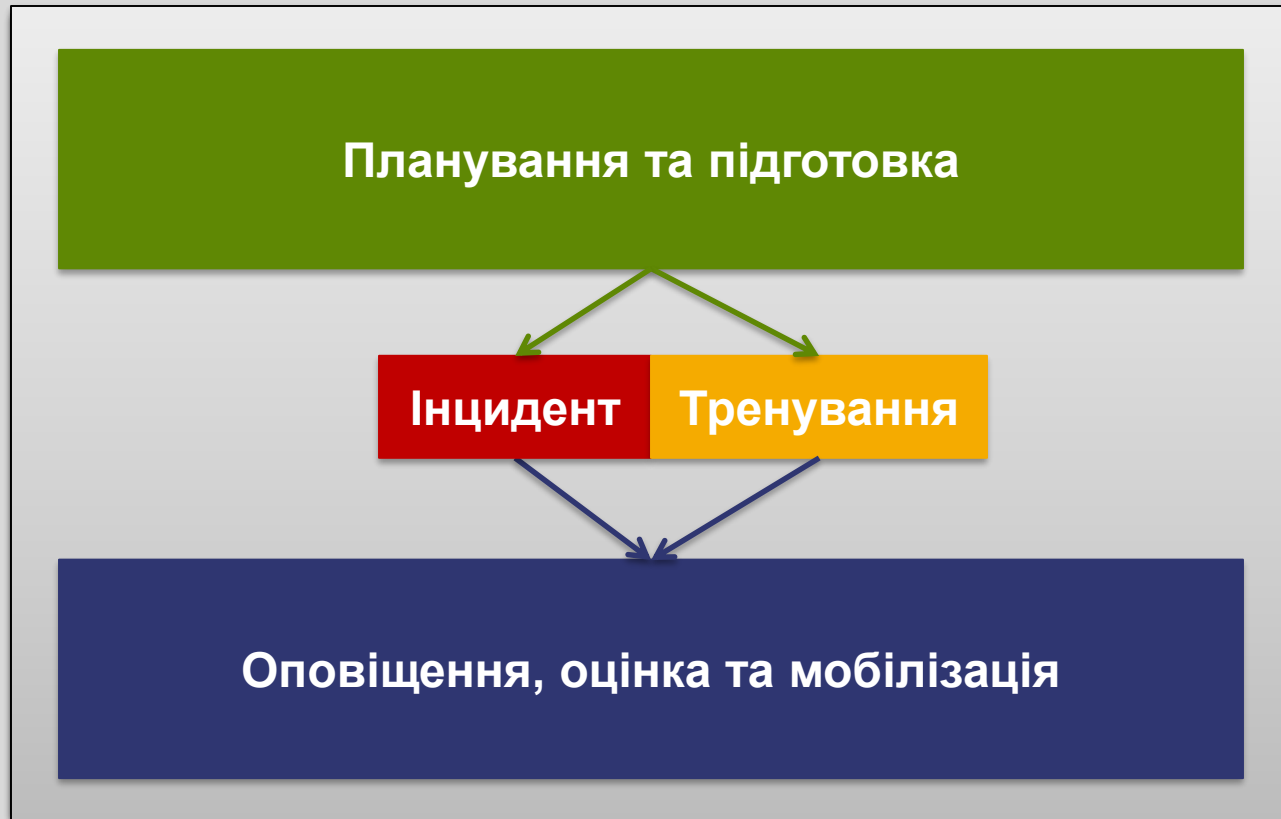 Планування та підготовка
Інцидент
Тренування
Оповіщення, оцінка та мобілізація